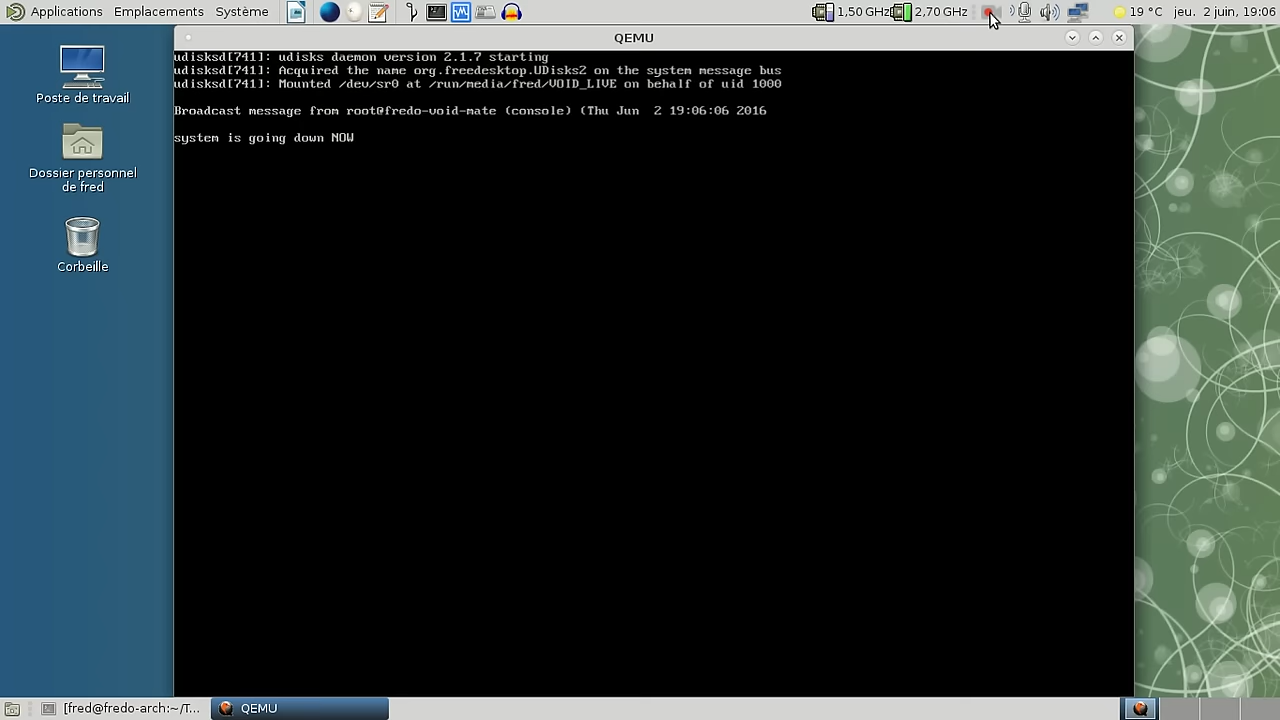 Applications Emplacements Système 1,50 GHz 2,70 GHz 19 °C jeu. 2 juin, 19:06
QEMU
udisksd[741]: udisks daemon version 2.1.7 starting
udisksd[741]: Acquired the name org.freedesktop.UDisks2 on the system message bus
udisksd[741]: Mounted /dev/sr0 at /run/media/fred/VOID_LIVE on behalf of uid 1000
Broadcast message from root@fredo-void-mate (console) (Thu Jun  2 19:06:06 2016
system is going down NOW
Poste de travail
Dossier personnel
de fred
Corbeille
[fred@fredo-arch:~/T... QEMU